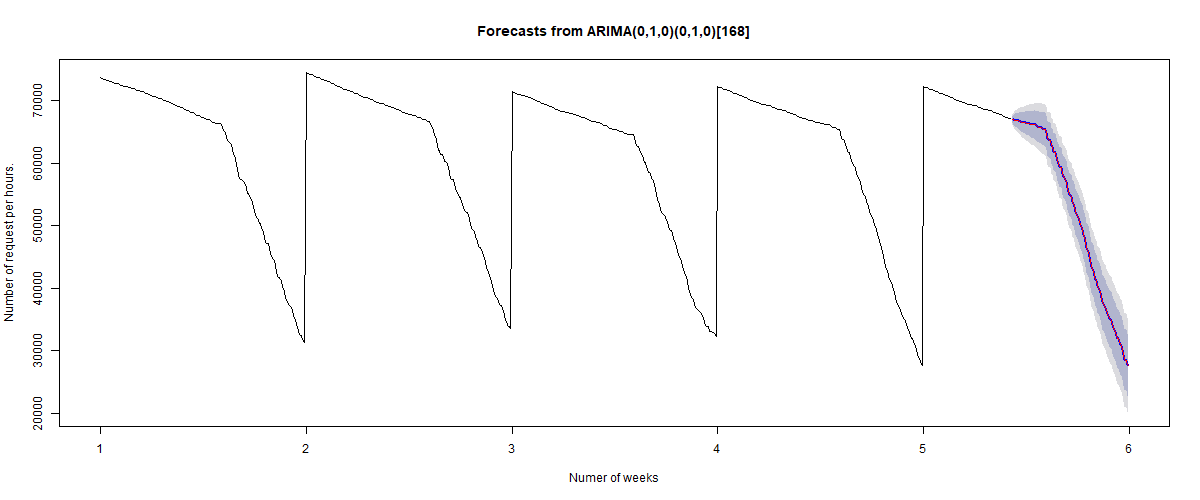 Forecasts from ARIMA(0,1,0)(0,1,0)[168]
Number of request per hours.
70000
60000
50000
40000
30000
20000
1 2 3 4 5 6
Numer of weeks